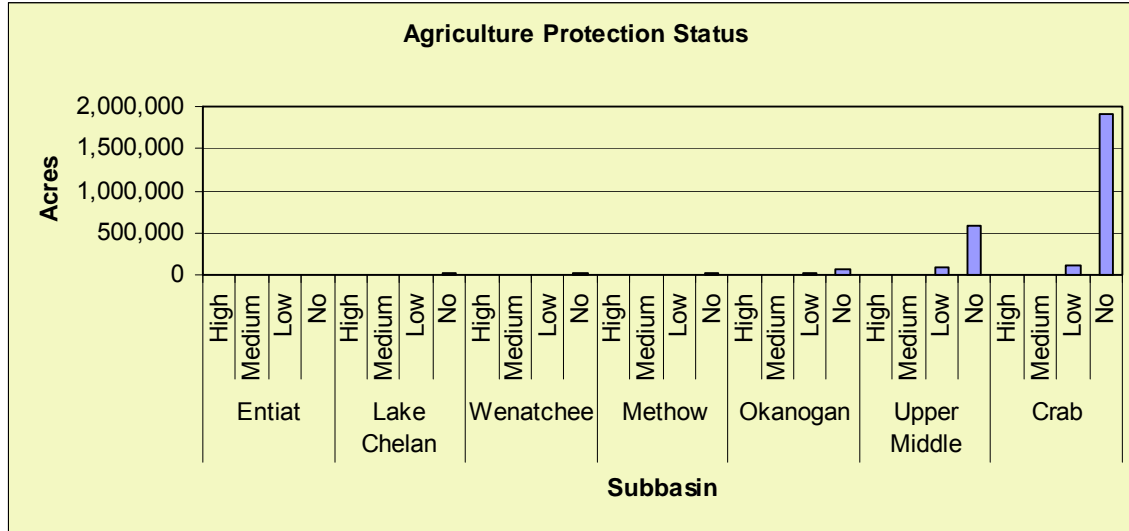 Agriculture Protection Status
2,000,000
1,500,000
1,000,000
500,000
0
Acres
High Medium Low No High Medium Low No High Medium Low No High Medium Low No High Medium Low No High Medium Low No High Medium Low No
Entiat Lake Wenatchee Methow Okanogan Upper Crab
Chelan Middle
Subbasin